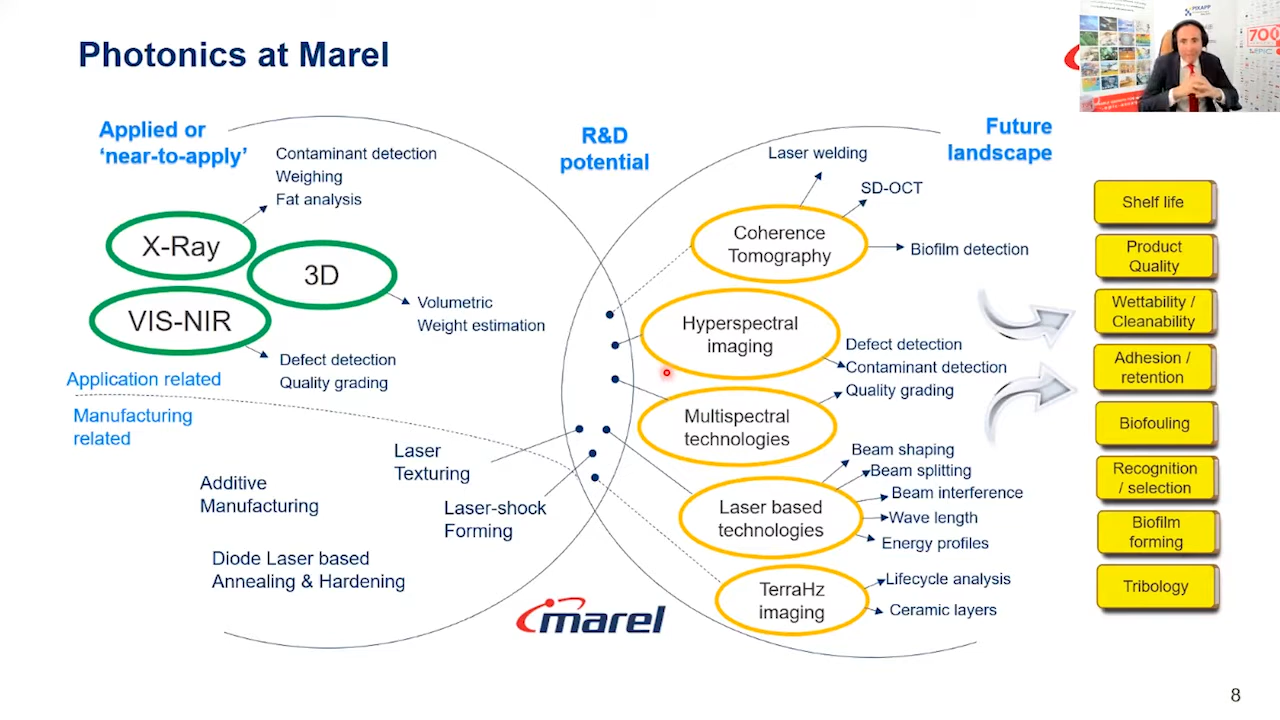 Photonics at Marel
PIXAPP
700
EPIC
Applied or
'near-to-apply'
Contaminant detection
Weighing
Fat analysis
X-Ray
3D
VIS-NIR
Volumetric
Weight estimation
Defect detection
Quality grading
Application related
Manufacturing
related
Additive
Manufacturing
Diode Laser based
Annealing & Hardening
Laser
Texturing
Laser-shock
Forming
R&D
potential
marel
Future
landscape
Laser welding
SD-OCT
Coherence
Tomography
Biofilm detection
Hyperspectral
imaging
Defect detection
Contaminant detection
Quality grading
Multispectral
technologies
Beam shaping
Beam splitting
Beam interference
Wave length
Energy profiles
Laser based
technologies
TerraHz
imaging
Lifecycle analysis
Ceramic layers
Shelf life
Product
Quality
Wettability /
Cleanability
Adhesion /
retention
Biofouling
Recognition
/ selection
Biofilm
forming
Tribology
8